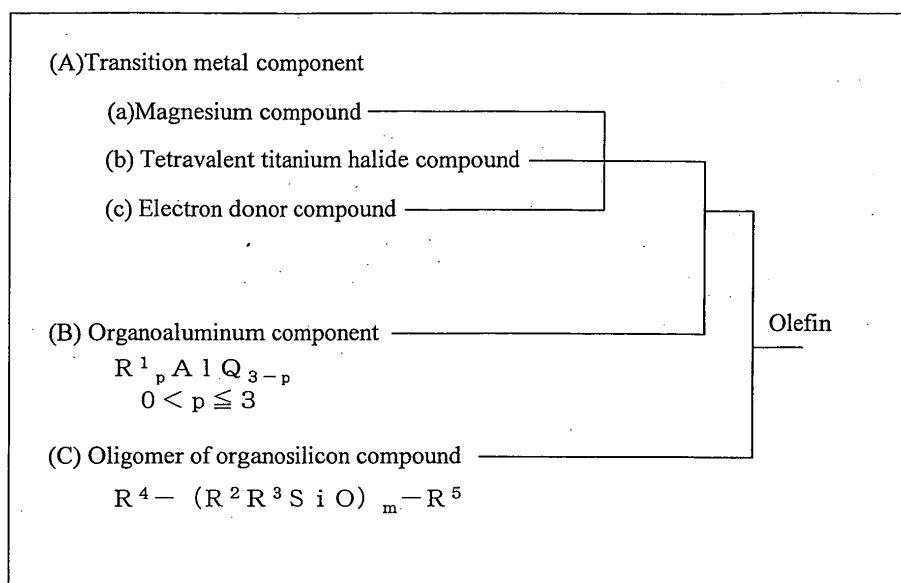 (A)Transition metal component
(a)Magnesium compound
(b) Tetravalent titanium halide compound
(c) Electron donor compound
(B) Organoaluminum component
Olefin
R¹ₚAlQ₃₋ₚ
0<p≦3
(C) Oligomer of organosilicon compound
R⁴−(R²R³SiO)ₘ−R⁵